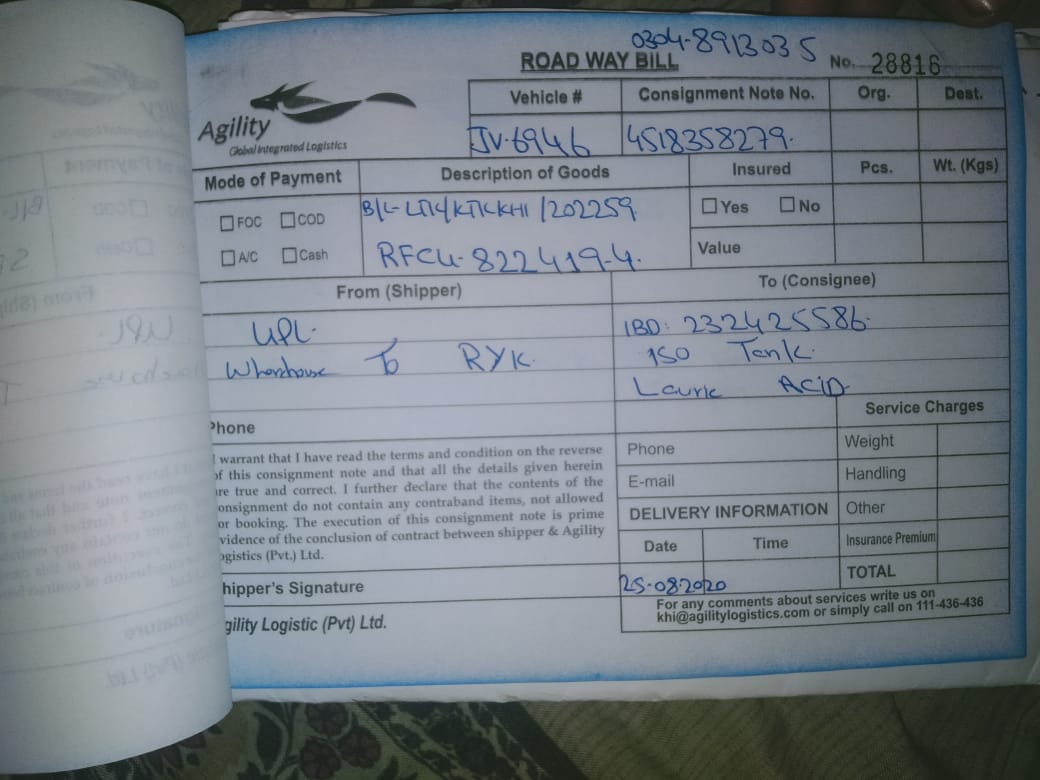 0304-8913035
ROAD WAY BILL
No. 28816
Agility
Global Integrated Logistics
Vehicle # Consignment Note No. Org. Dest.
JV-6946 4518358279.
Mode of Payment Description of Goods Insured Pcs. Wt. (Kgs)
FOC COD
A/C Cash
RFCU-822419-4.
Yes No
Value
From (Shipper) To (Consignee)
UPL.
Whorehouse To RYK.
IBD: 232425586.
ISO Tank.
Lauric ACiD-
Phone
Service Charges
I warrant that I have read the terms and condition on the reverse
of this consignment note and that all the details given herein
are true and correct. I further declare that the contents of the
consignment do not contain any contraband items, not allowed
for booking. The execution of this consignment note is prime
evidence of the conclusion of contract between shipper & Agility
Logistics (Pvt.) Ltd.
Phone
E-mail
DELIVERY INFORMATION
Date Time
25-08-2020
Weight
Handling
Other
Insurance Premium
TOTAL
Shipper's Signature
Agility Logistic (Pvt) Ltd.
For any comments about services write us on
khi@agilitylogistics.com or simply call on 111-436-436